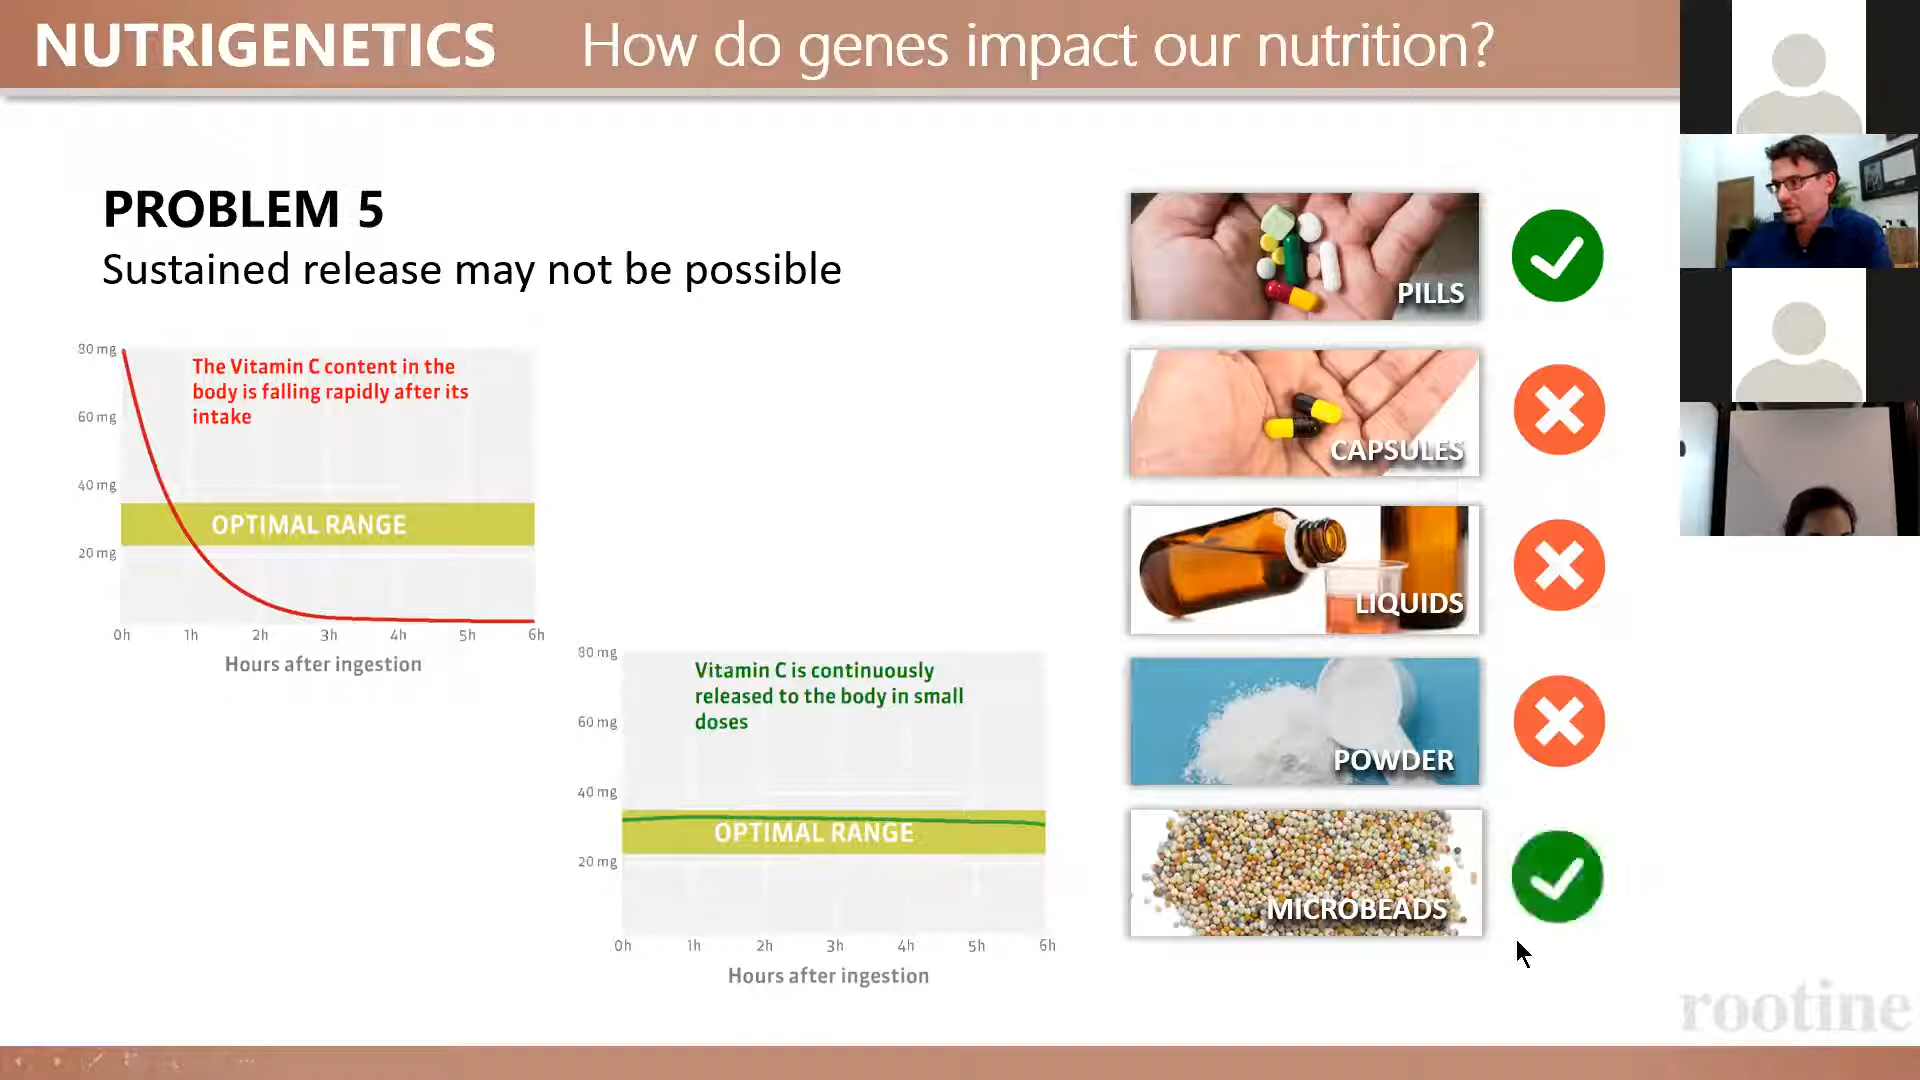 NUTRIGENETICS How do genes impact our nutrition?
PROBLEM 5
Sustained release may not be possible
80 mg
60 mg
40 mg
20 mg
The Vitamin C content in the
body is falling rapidly after its
intake
OPTIMAL RANGE
0h 1h 2h 3h 4h 5h 6h
Hours after ingestion
80 mg
60 mg
40 mg
20 mg
Vitamin C is continuously
released to the body in small
doses
OPTIMAL RANGE
0h 1h 2h 3h 4h 5h 6h
Hours after ingestion
PILLS
CAPSULES
LIQUIDS
POWDER
MICROBEADS
rootine